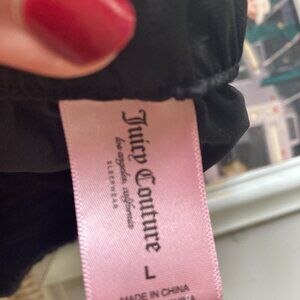 Juicy Couture
los angeles, california
SLEEPWEAR
L
MADE IN CHINA